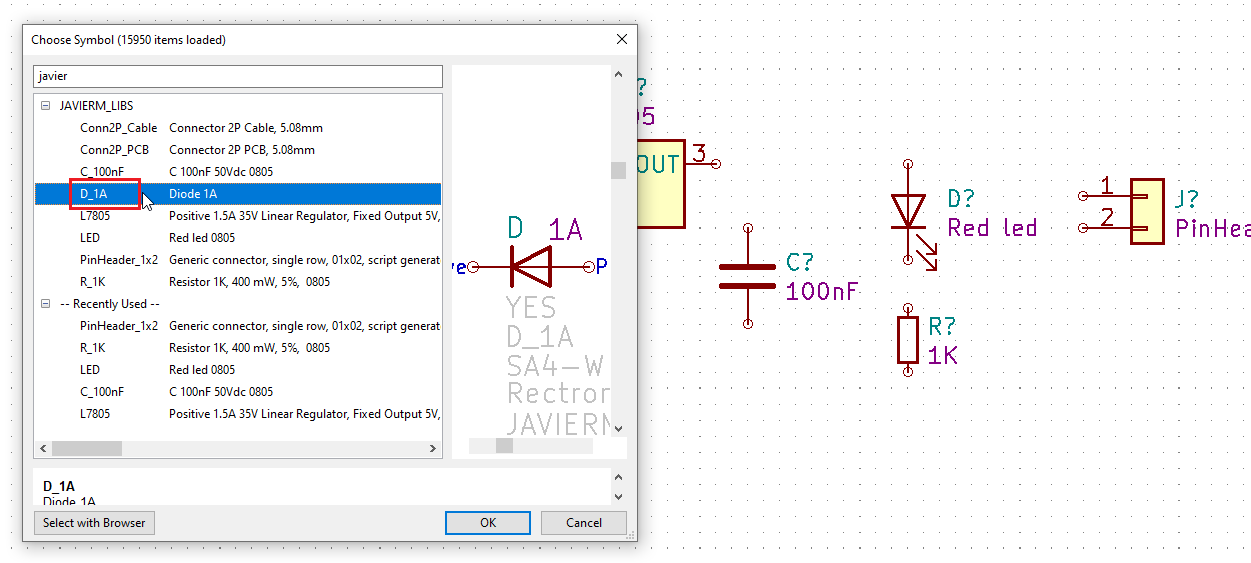 Choose Symbol (15950 items loaded)
javier
JAVIERM_LIBS
Conn2P_Cable Connector 2P Cable, 5.08mm
Conn2P_PCB Connector 2P PCB, 5.08mm
C_100nF C 100nF 50Vdc 0805
D_1A Diode 1A
L7805 Positive 1.5A 35V Linear Regulator, Fixed Output 5V,
LED Red led 0805
PinHeader_1x2 Generic connector, single row, 01x02, script generat
R_1K Resistor 1K, 400 mW, 5%, 0805
-- Recently Used --
PinHeader_1x2 Generic connector, single row, 01x02, script generat
R_1K Resistor 1K, 400 mW, 5%, 0805
LED Red led 0805
C_100nF C 100nF 50Vdc 0805
L7805 Positive 1.5A 35V Linear Regulator, Fixed Output 5V,
D 1A
ve P
YES
D_1A
SA4-W
Rectron
JAVIERM
D_1A
Diode 1A
Select with Browser
OK
Cancel
?
05
OUT 3
C?
100nF
D?
Red led
R?
1K
1
2
J?
PinHea